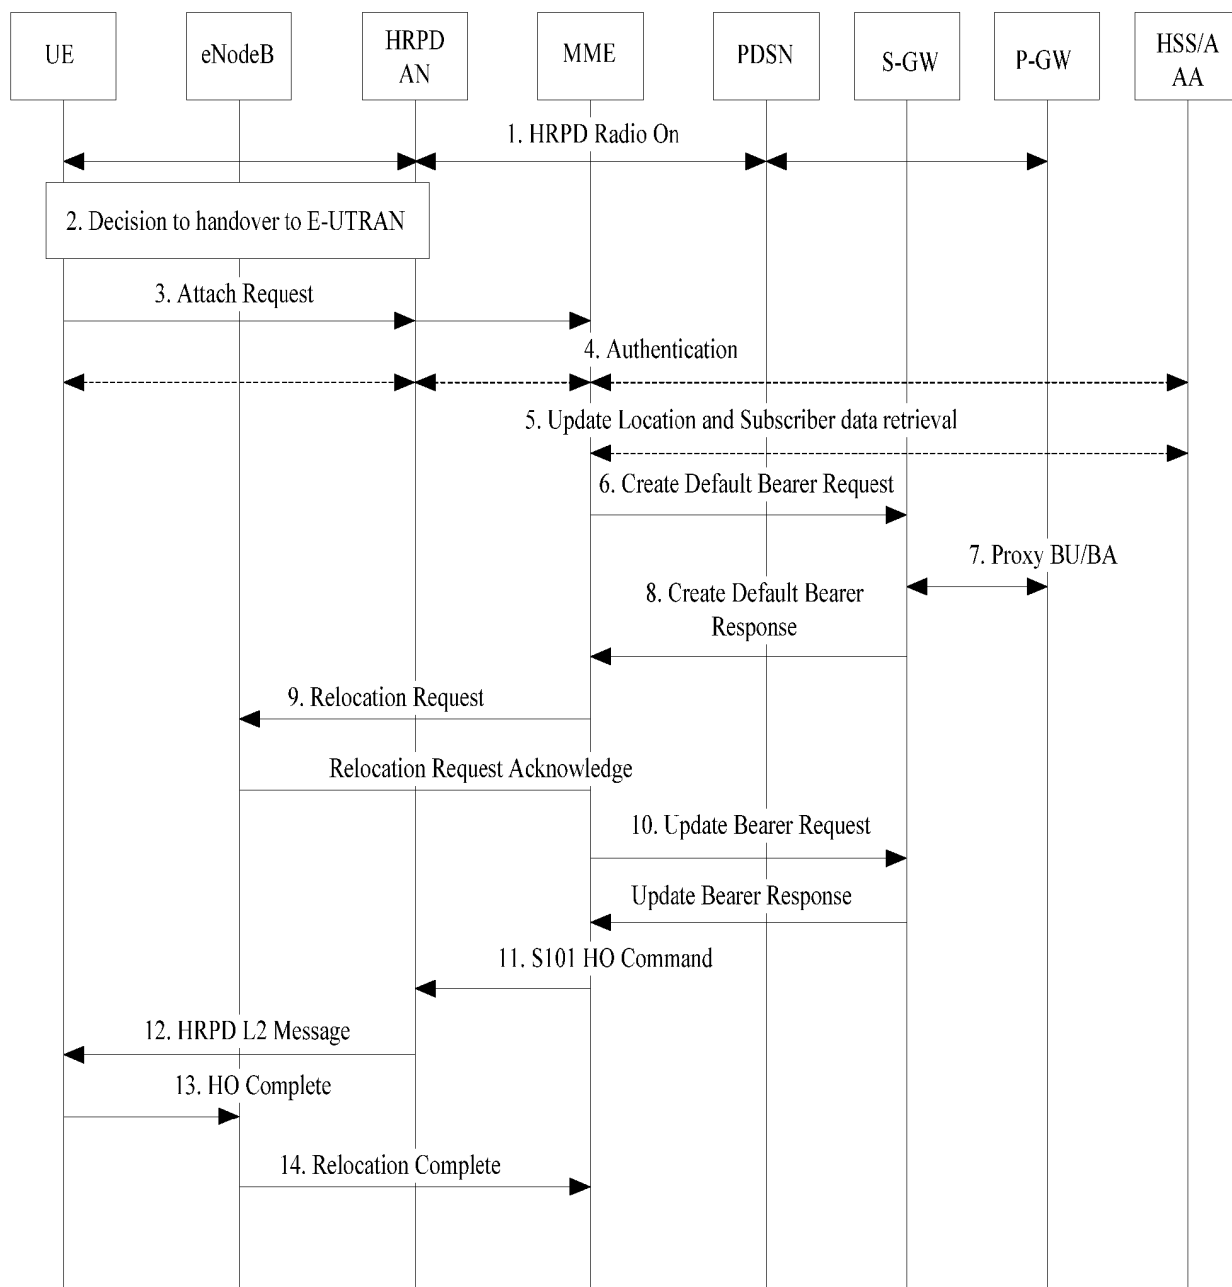 UE
eNodeB
HRPD
AN
MME
PDSN
S-GW
P-GW
HSS/A
AA
1. HRPD Radio On
2. Decision to handover to E-UTRAN
3. Attach Request
4. Authentication
5. Update Location and Subscriber data retrieval
6. Create Default Bearer Request
7. Proxy BU/BA
8. Create Default Bearer
Response
9. Relocation Request
Relocation Request Acknowledge
10. Update Bearer Request
Update Bearer Response
11. S101 HO Command
12. HRPD L2 Message
13. HO Complete
14. Relocation Complete